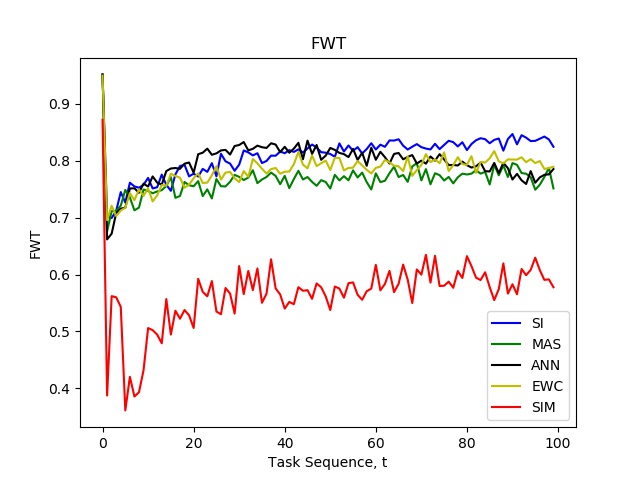 FWT
FWT
0.9
0.8
0.7
0.6
0.5
0.4
0 20 40 60 80 100
Task Sequence, t
SI
MAS
ANN
EWC
SIM